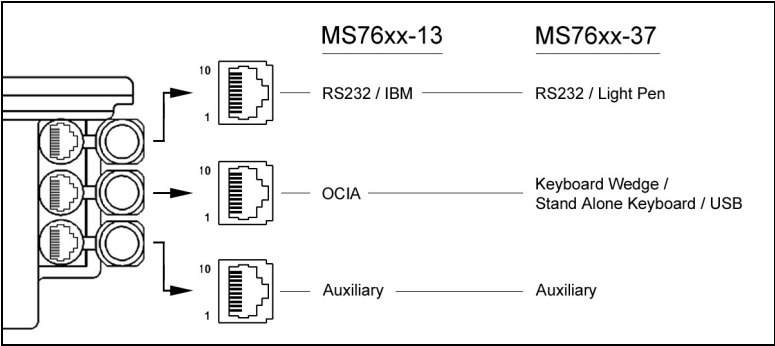 MS76xx-13 MS76xx-37
10
RS232 / IBM RS232 / Light Pen
1
10
OCIA Keyboard Wedge /
Stand Alone Keyboard / USB
1
10
Auxiliary Auxiliary
1